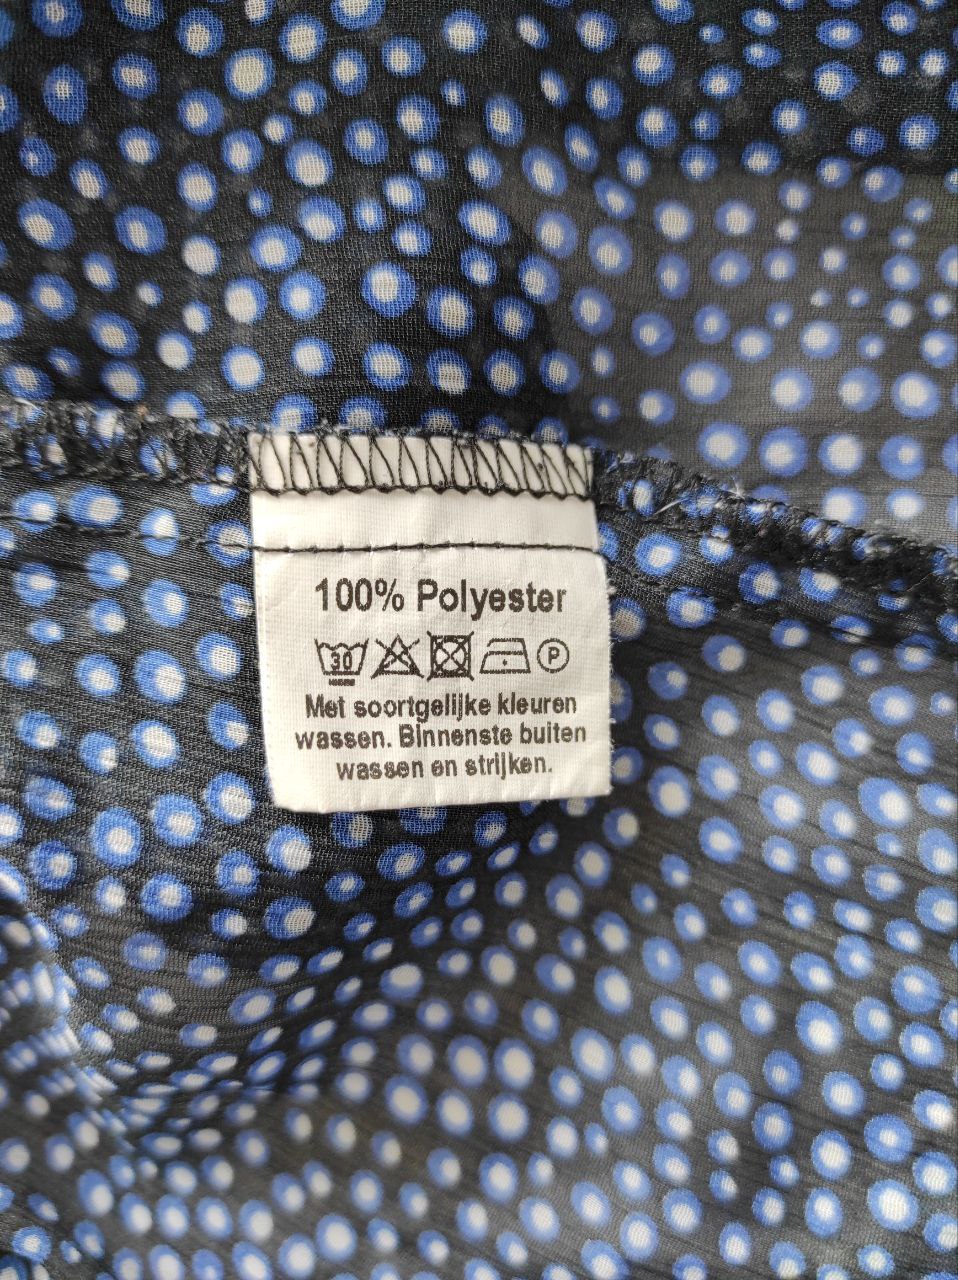 100% Polyester
30 P
Met soortgelijke kleuren
wassen. Binnenste buiten
wassen en strijken.